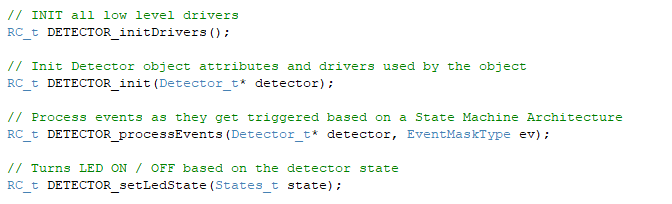 // INIT all low level drivers
RC_t DETECTOR_initDrivers();
// Init Detector object attributes and drivers used by the object
RC_t DETECTOR_init(Detector_t* detector);
// Process events as they get triggered based on a State Machine Architecture
RC_t DETECTOR_processEvents(Detector_t* detector, EventMaskType ev);
// Turns LED ON / OFF based on the detector state
RC_t DETECTOR_setLedState(States_t state);